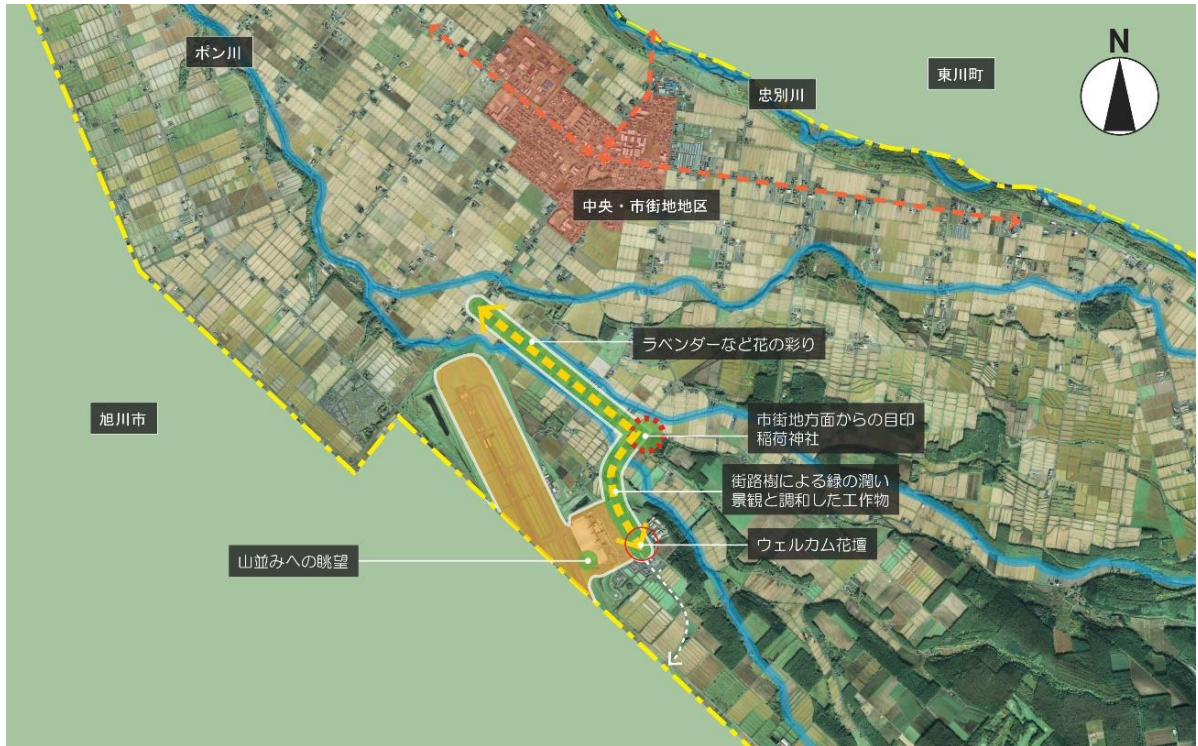 ポン川
N
東川町
忠別川
中央・市街地地区
ラベンダーなど花の彩り
旭川市
市街地方面からの目印
稲荷神社
街路樹による緑の潤い
景観と調和した工作物
ウェルカム花壇
山並みへの眺望